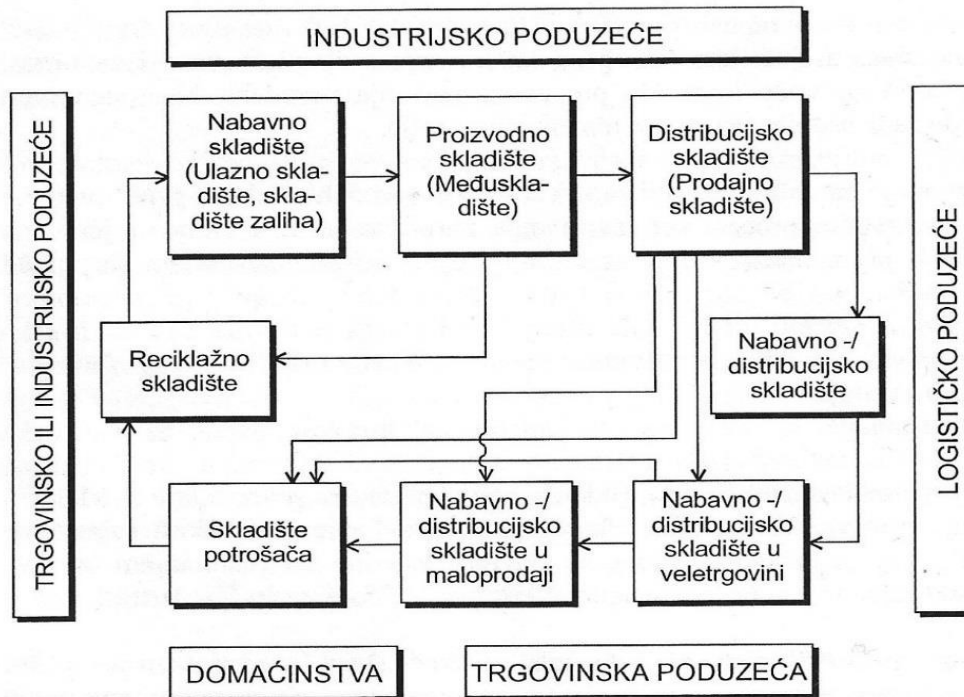 INDUSTRIJSKO PODUZEĆE
TRGOVINSKO ILI INDUSTRIJSKO PODUZEĆE
Nabavno
skladište
(Ulazno skla-
dište, skla-
dište zaliha)
Proizvodno
skladište
(Međuskla-
dište)
Distribucijsko
skladište
(Prodajno
skladište)
LOGISTIČKO PODUZEĆE
Reciklažno
skladište
Nabavno -/
distribucijsko
skladište
Skladište
potrošača
Nabavno -/
distribucijsko
skladište u
maloprodaji
Nabavno -/
distribucijsko
skladište u
veletrgovini
DOMAĆINSTVA
TRGOVINSKA PODUZEĆA